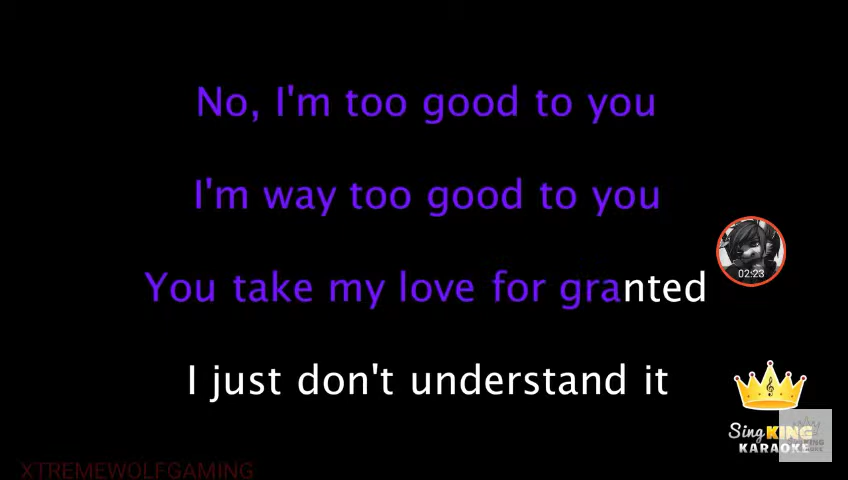 No, I'm too good to you
I'm way too good to you
You take my love for granted
02:23
I just don't understand it
Sing KING
KARAOKE
XTREMEWOLFGAMING